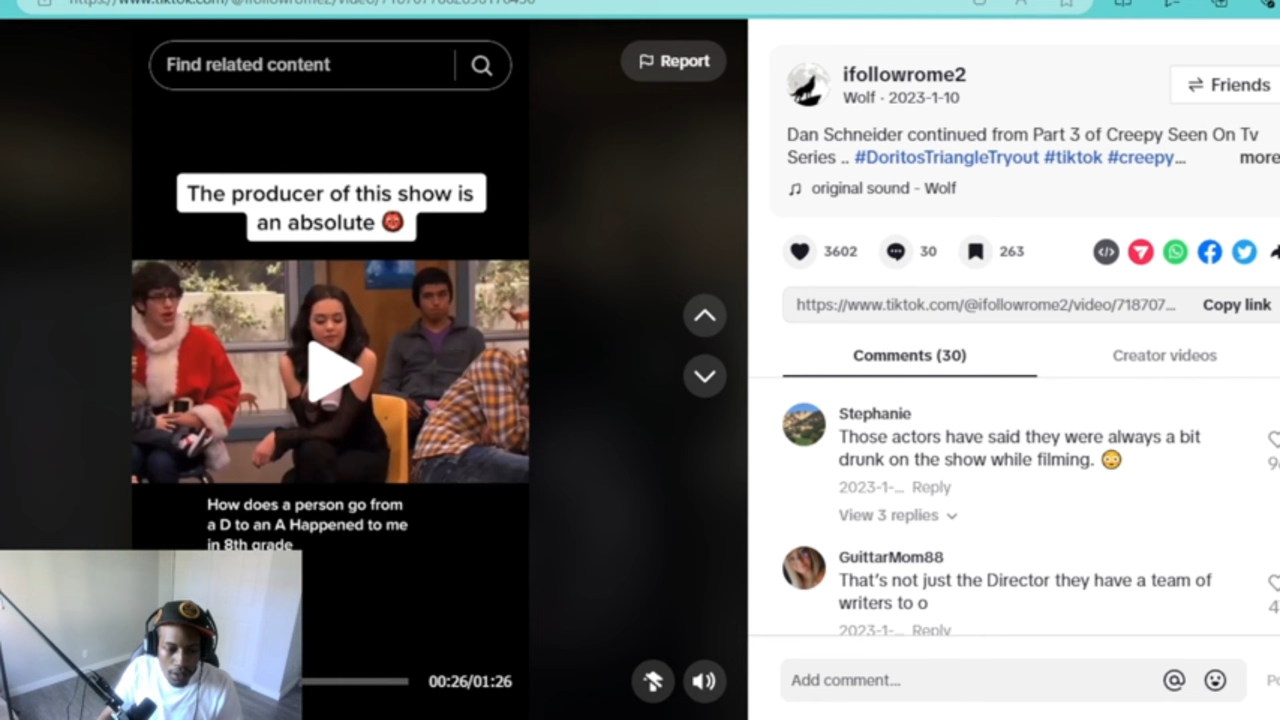 Find related content
Report
The producer of this show is
an absolute
How does a person go from
a D to an A Happened to me
in 8th grade
00:26/01:26
ifollowrome2
Wolf · 2023-1-10
Friends
Dan Schneider continued from Part 3 of Creepy Seen On Tv
Series .. #DoritosTriangleTryout #tiktok #creepy...
more
original sound - Wolf
3602
30
263
https://www.tiktok.com/@ifollowrome2/video/718707...
Copy link
Comments (30)
Creator videos
Stephanie
Those actors have said they were always a bit
drunk on the show while filming. 😳
2023-1-... Reply
View 3 replies
GuittarMom88
That's not just the Director they have a team of
writers to o
2023-1-... Reply
Add comment...